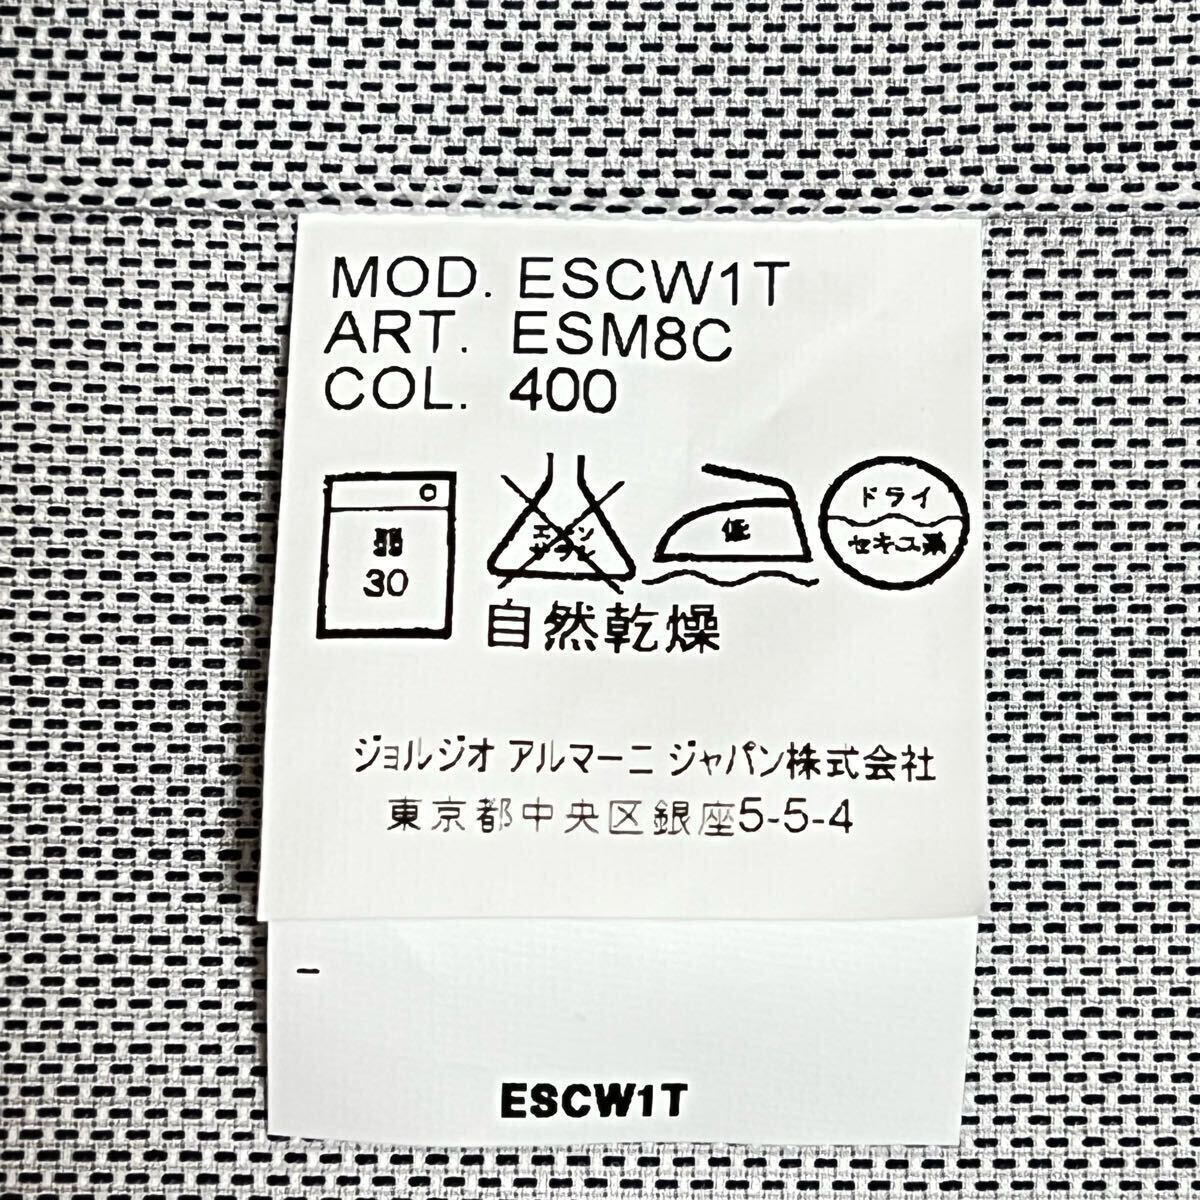 MOD. ESCW1T
ART. ESM8C
COL. 400
30
エンソ
サラシ
低
ドライ
セキユ系
自然乾燥
ジョルジオ アルマーニ ジャパン株式会社
東京都中央区銀座5-5-4
ESCW1T